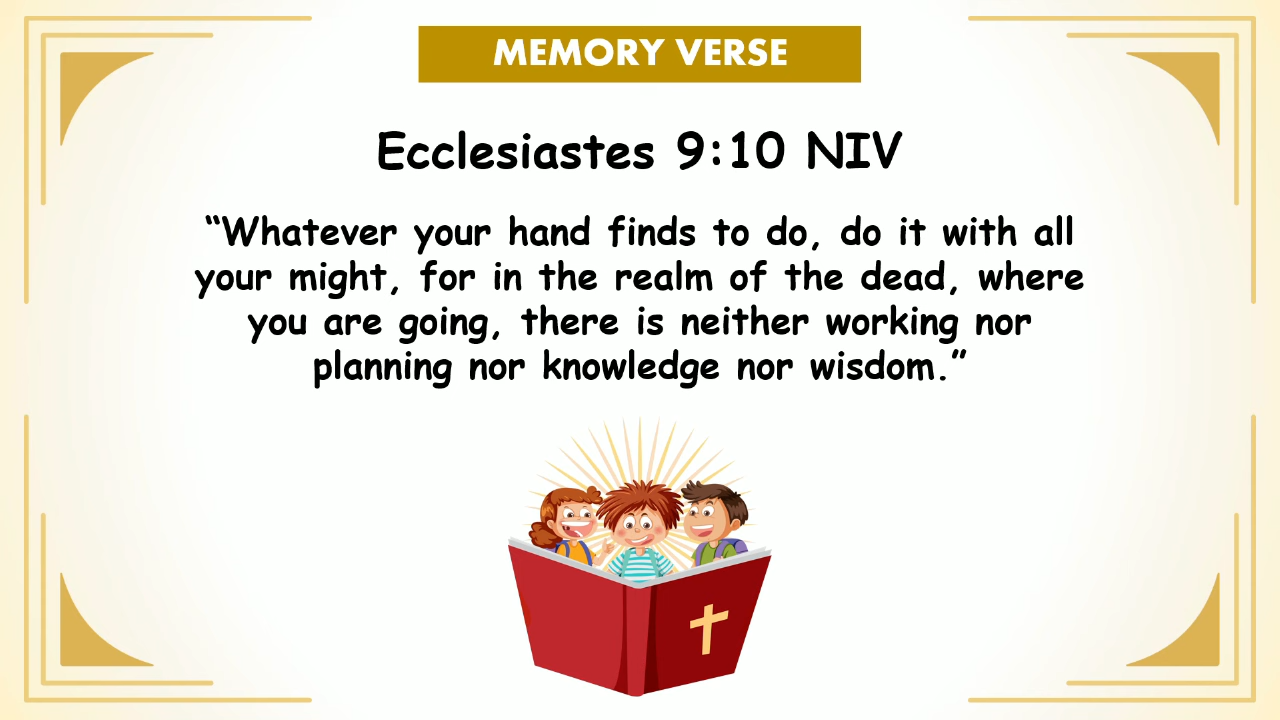 MEMORY VERSE
Ecclesiastes 9:10 NIV
“Whatever your hand finds to do, do it with all
your might, for in the realm of the dead, where
you are going, there is neither working nor
planning nor knowledge nor wisdom.”